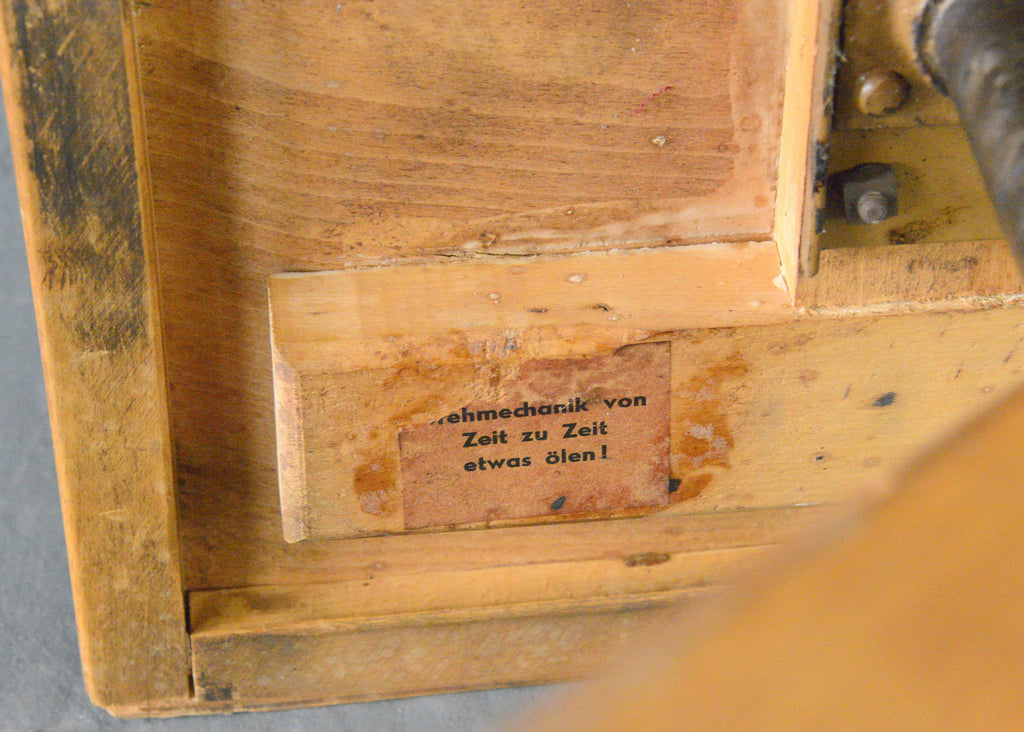 rehmechanik von
Zeit zu Zeit
etwas ölen!